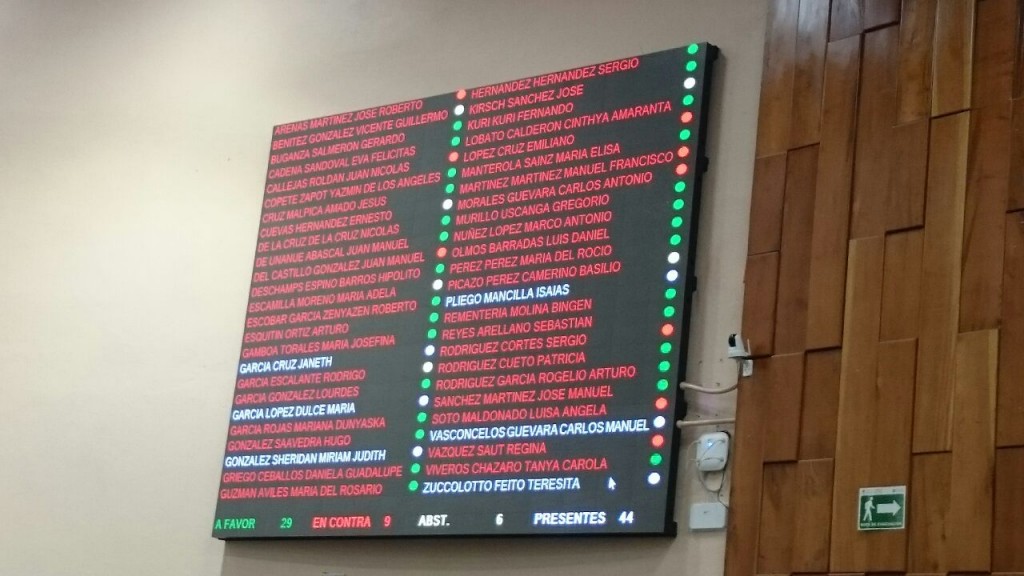 ARENAS MARTINEZ JOSE ROBERTO
BENITEZ GONZALEZ VICENTE GUILLERMO
BUGANZA SALMERON GERARDO
CADENA SANDOVAL EVA FELICITAS
CALLEJAS ROLDAN JUAN NICOLAS
COPETE ZAPOT YAZMIN DE LOS ANGELES
CRUZ MALPICA AMADO JESUS
CUEVAS HERNANDEZ ERNESTO
DE LA CRUZ DE LA CRUZ NICOLAS
DE UNANUE ABASCAL JUAN MANUEL
DEL CASTILLO GONZALEZ JUAN MANUEL
DESCHAMPS ESPINO BARROS HIPOLITO
ESCAMILLA MORENO MARIA ADELA
ESCOBAR GARCIA ZENYAZEN ROBERTO
ESQUITIN ORTIZ ARTURO
GAMBOA TORALES MARIA JOSEFINA
GARCIA CRUZ JANETH
GARCIA ESCALANTE RODRIGO
GARCIA GONZALEZ LOURDES
GARCIA LOPEZ DULCE MARIA
GARCIA ROJAS MARIANA DUNYASKA
GONZALEZ SAAVEDRA HUGO
GONZALEZ SHERIDAN MIRIAM JUDITH
GRIEGO CEBALLOS DANIELA GUADALUPE
GUZMAN AVILES MARIA DEL ROSARIO
HERNANDEZ HERNANDEZ SERGIO
KIRSCH SANCHEZ JOSE
KURI KURI FERNANDO
LOBATO CALDERON CINTHYA AMARANTA
LOPEZ CRUZ EMILIANO
MANTEROLA SAINZ MARIA ELISA
MARTINEZ MARTINEZ MANUEL FRANCISCO
MORALES GUEVARA CARLOS ANTONIO
MURILLO USCANGA GREGORIO
NUÑEZ LOPEZ MARCO ANTONIO
OLMOS BARRADAS LUIS DANIEL
PEREZ PEREZ MARIA DEL ROCIO
PICAZO PEREZ CAMERINO BASILIO
PLIEGO MANCILLA ISAIAS
REMENTERIA MOLINA BINGEN
REYES ARELLANO SEBASTIAN
RODRIGUEZ CORTES SERGIO
RODRIGUEZ CUETO PATRICIA
RODRIGUEZ GARCIA ROGELIO ARTURO
SANCHEZ MARTINEZ JOSE MANUEL
SOTO MALDONADO LUISA ANGELA
VASCONCELOS GUEVARA CARLOS MANUEL
VAZQUEZ SAUT REGINA
VIVEROS CHAZARO TANYA CAROLA
ZUCCOLOTTO FEITO TERESITA
A FAVOR 29 EN CONTRA 9 ABST. 6 PRESENTES 44